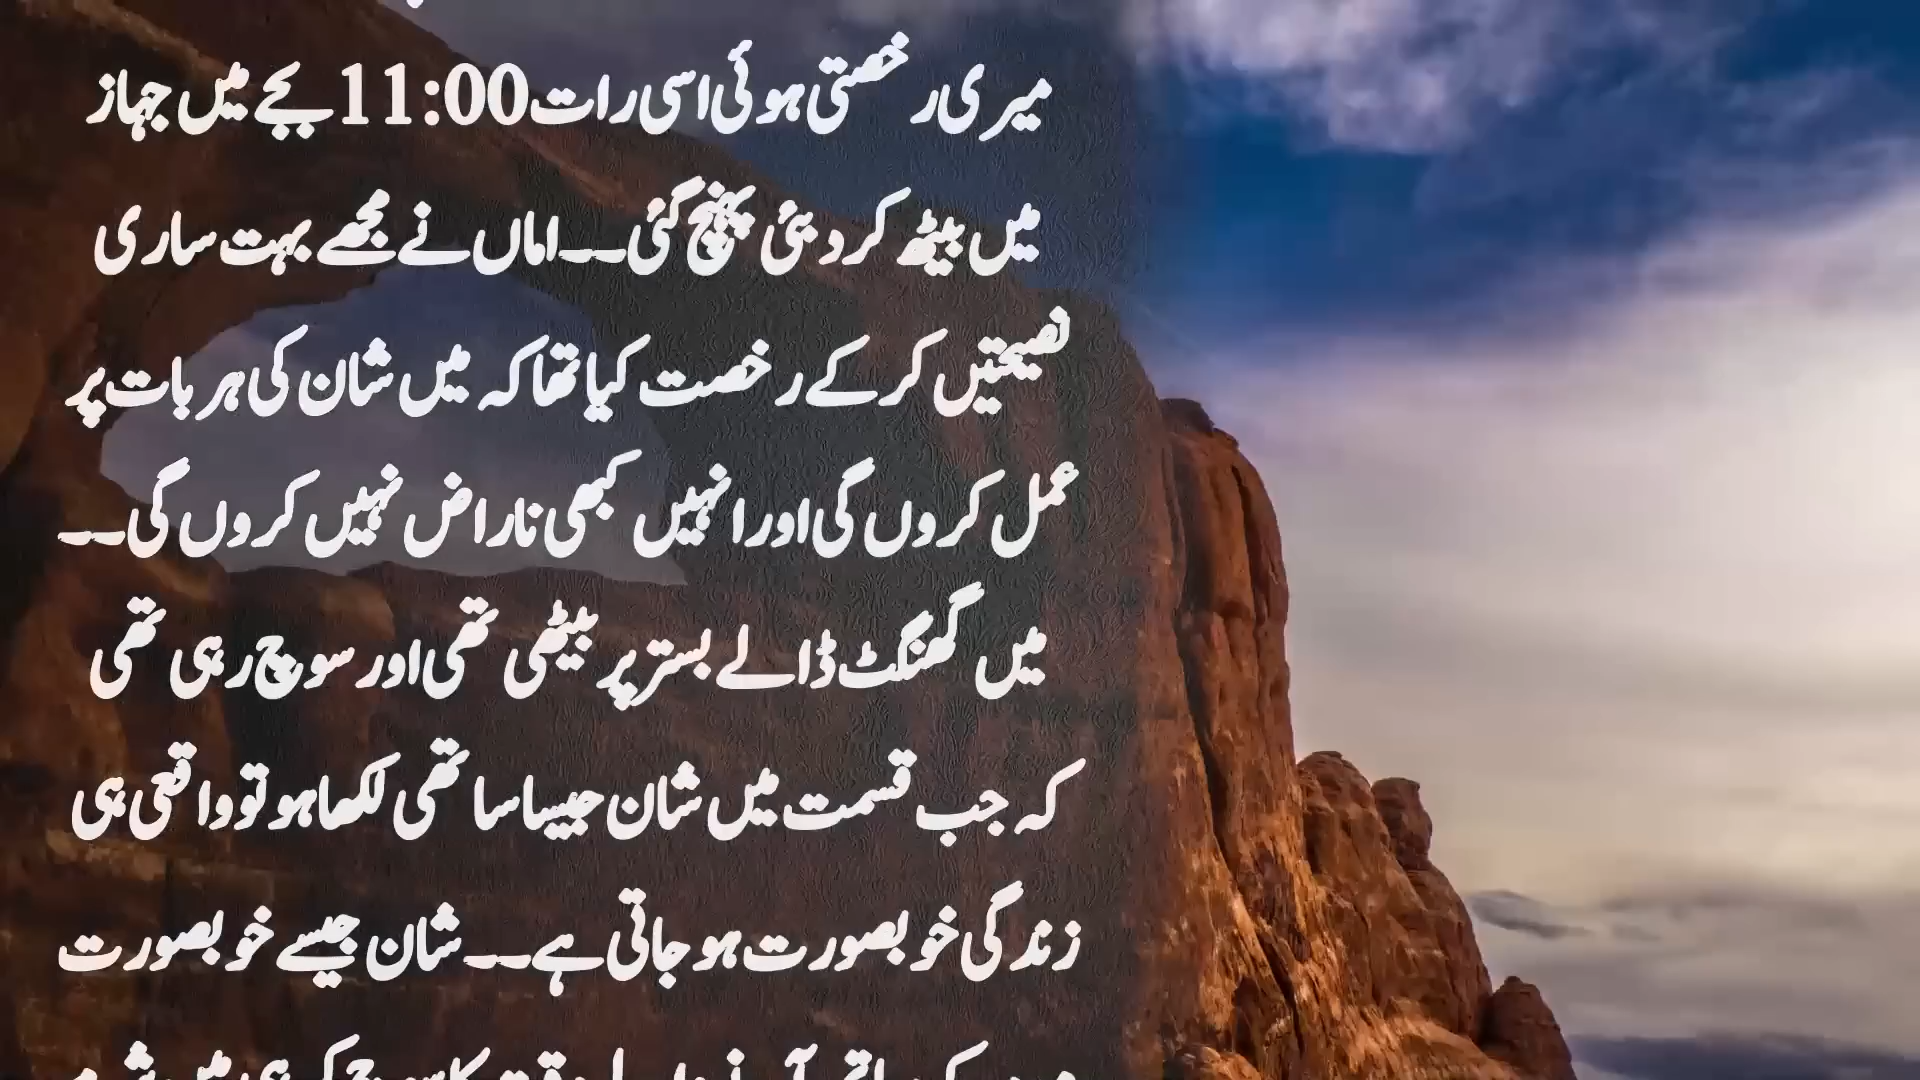 میری رخصتی ہوئی اسی رات 11:00 بجے میں جہاز
میں بیٹھ کر دبئی پہنچ گئی۔۔اماں نے مجھے بہت ساری
نصیحتیں کر کے رخصت کیا تھا کہ میں شان کی ہر بات پر
عمل کروں گی اور انہیں کبھی ناراض نہیں کروں گی۔۔
میں گھنگٹ ڈالے بستر پر بیٹھی تھی اور سوچ رہی تھی
کہ جب قسمت میں شان جیسا ساتھی لکھا ہو تو واقعی ہی
زندگی خوبصورت ہو جاتی ہے۔۔شان جیسے خوبصورت